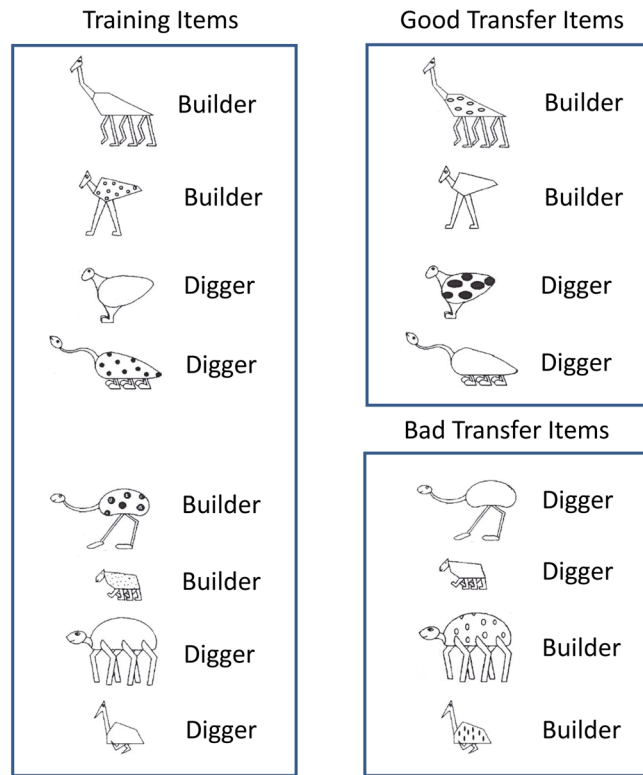 Training Items
Builder
Builder
Digger
Digger
Builder
Builder
Digger
Digger
Good Transfer Items
Builder
Builder
Digger
Digger
Bad Transfer Items
Digger
Digger
Builder
Builder